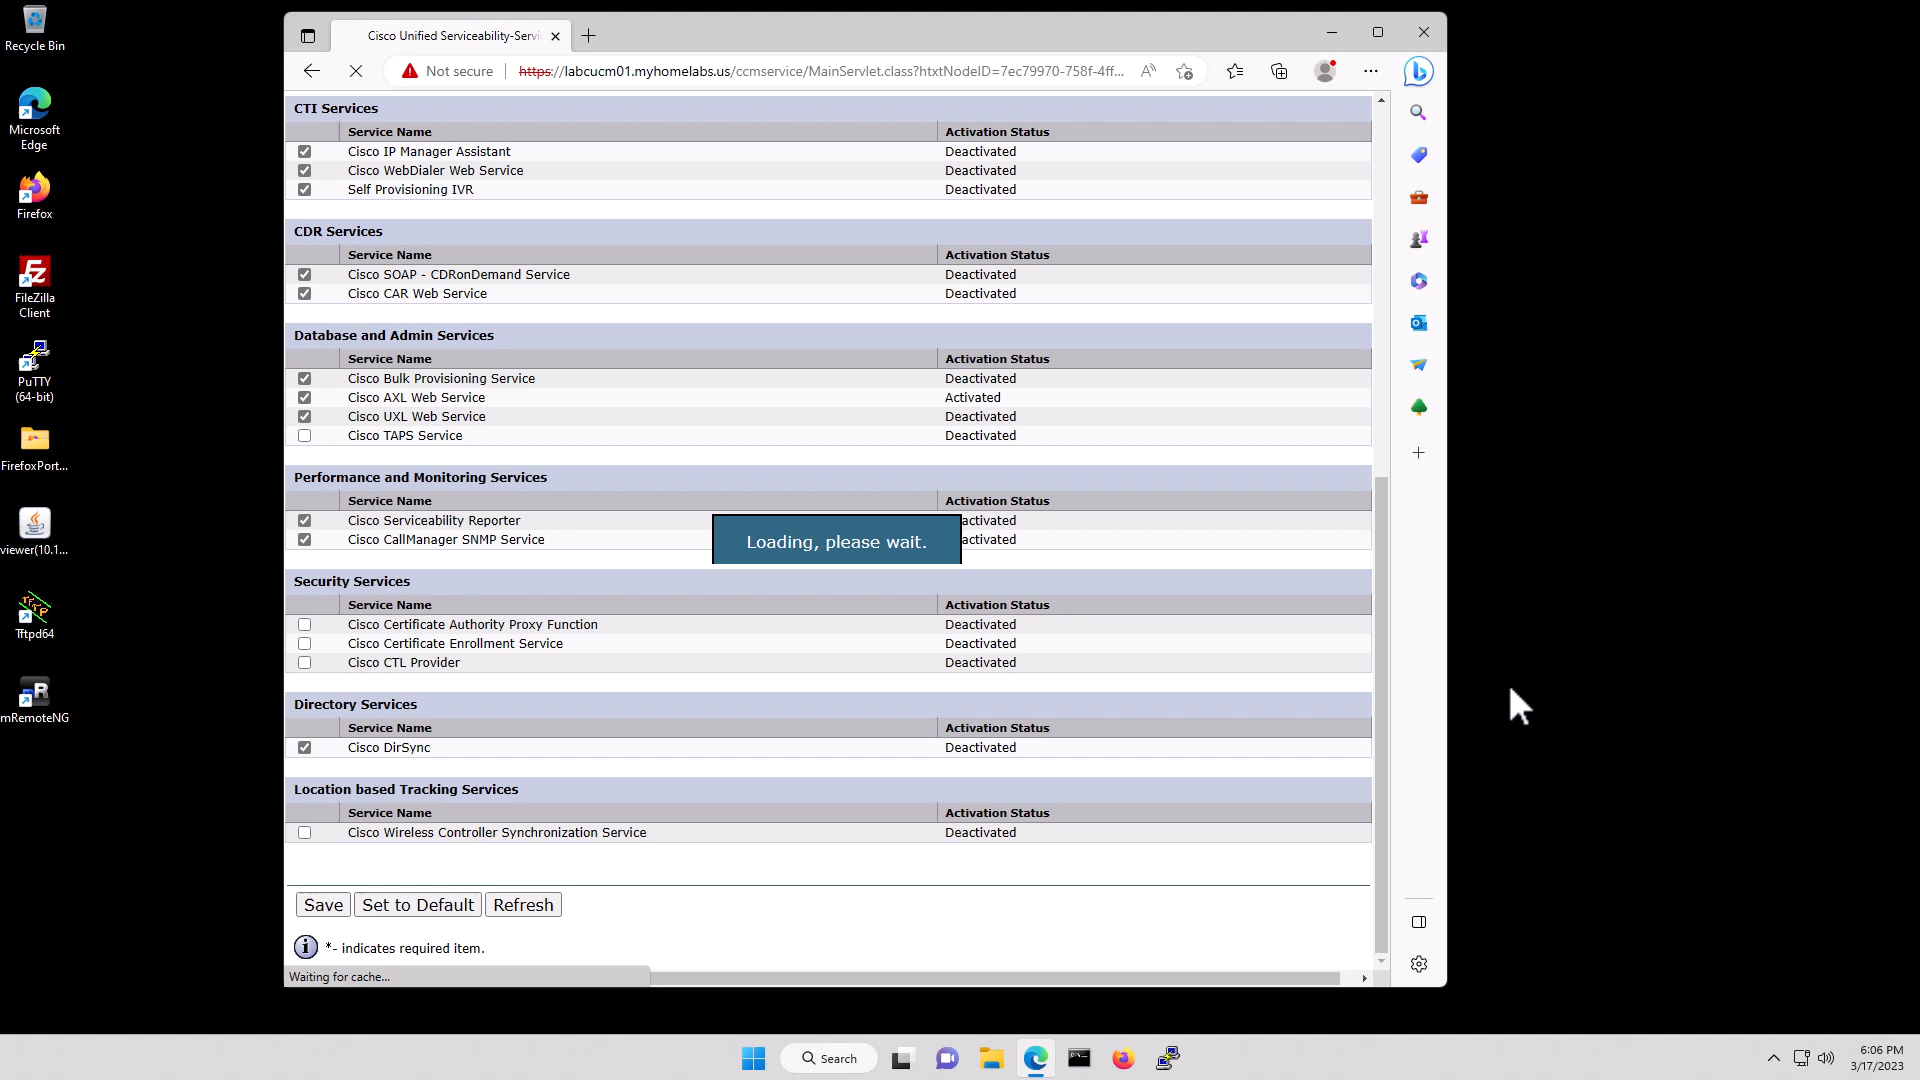 Recycle Bin
Microsoft
Edge
Firefox
FileZilla
Client
PuTTY
(64-bit)
FirefoxPort...
viewer(10.1...
Tftpd64
mRemoteNG
Cisco Unified Serviceability-Servi
Not secure https://labcucm01.myhomelabs.us/ccmservice/MainServlet.class?htxtNodeID=7ec79970-758f-4ff...
CTI Services
Service Name Activation Status
Cisco IP Manager Assistant Deactivated
Cisco WebDialer Web Service Deactivated
Self Provisioning IVR Deactivated
CDR Services
Service Name Activation Status
Cisco SOAP - CDRonDemand Service Deactivated
Cisco CAR Web Service Deactivated
Database and Admin Services
Service Name Activation Status
Cisco Bulk Provisioning Service Deactivated
Cisco AXL Web Service Activated
Cisco UXL Web Service Deactivated
Cisco TAPS Service Deactivated
Performance and Monitoring Services
Service Name Activation Status
Cisco Serviceability Reporter activated
Cisco CallManager SNMP Service activated
Loading, please wait.
Security Services
Service Name Activation Status
Cisco Certificate Authority Proxy Function Deactivated
Cisco Certificate Enrollment Service Deactivated
Cisco CTL Provider Deactivated
Directory Services
Service Name Activation Status
Cisco DirSync Deactivated
Location based Tracking Services
Service Name Activation Status
Cisco Wireless Controller Synchronization Service Deactivated
Save Set to Default Refresh
*- indicates required item.
Waiting for cache...
Search
6:06 PM
3/17/2023